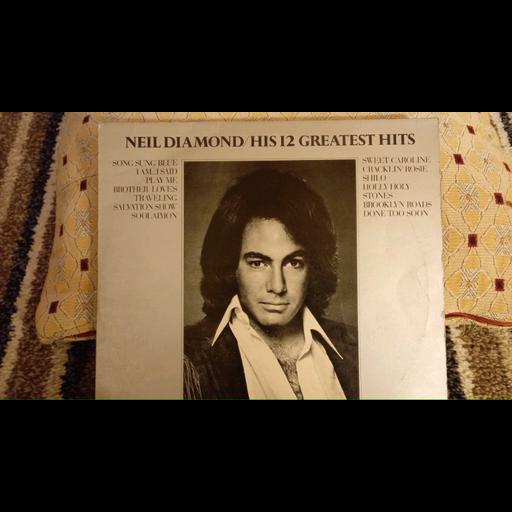 NEIL DIAMOND/HIS 12 GREATEST HITS
SONG SUNG BLUE
I AM...I SAID
PLAY ME
BROTHER LOVE'S
TRAVELING
SALVATION SHOW
SOOLAIMON
SWEET CAROLINE
CRACKLIN' ROSIE
SHILO
HOLLY HOLY
STONES
BROOKLYN ROADS
DONE TOO SOON